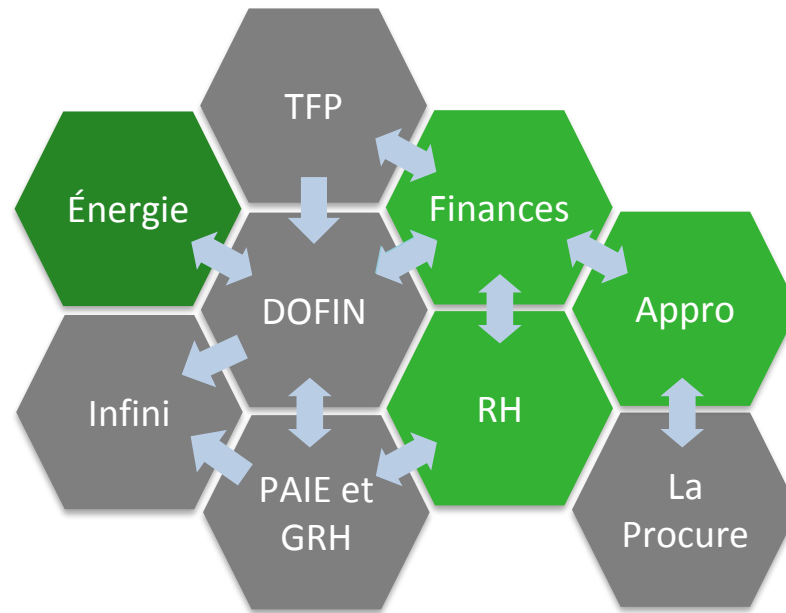 TFP
Énergie
Finances
DOFIN
Appro
Infini
RH
PAIE et
GRH
La
Procure